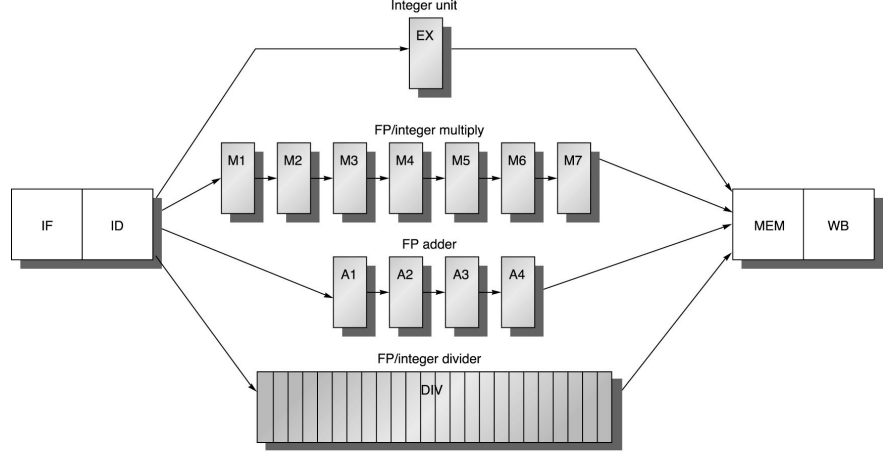 Integer unit
EX
FP/integer multiply
M1 M2 M3 M4 M5 M6 M7
IF ID MEM WB
FP adder
A1 A2 A3 A4
FP/integer divider
DIV